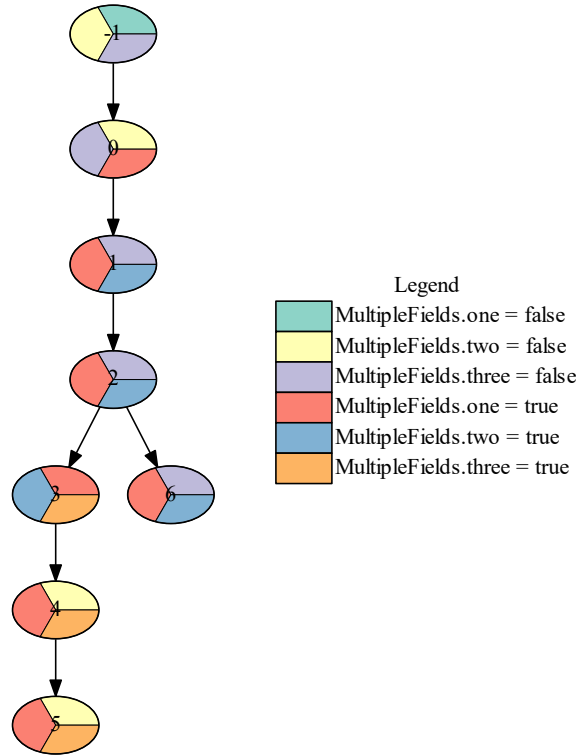 -1
0
1
2
3
6
4
5
Legend
MultipleFields.one = false
MultipleFields.two = false
MultipleFields.three = false
MultipleFields.one = true
MultipleFields.two = true
MultipleFields.three = true